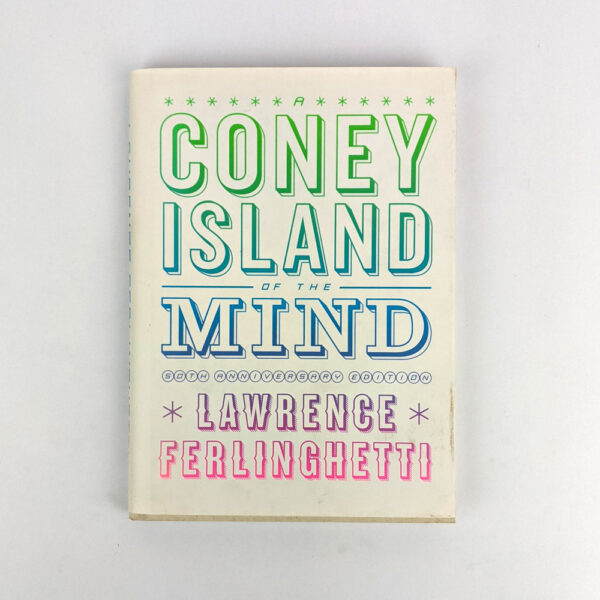 * * * * * * A * * * * * *
CONEY
ISLAND
OF THE
MIND
50TH ANNIVERSARY EDITION
* LAWRENCE *
FERLINGHETTI